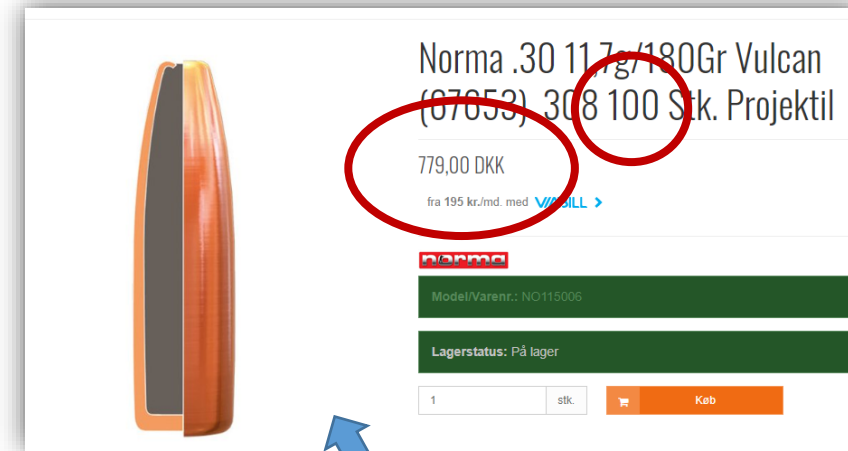 Norma .30 11,7g/180Gr Vulcan
(67653) .308 100 Stk. Projektil
779,00 DKK
fra 195 kr./md. med VIABILL >
norma
Model/Varenr.: NO115006
Lagerstatus: På lager
1 stk. Køb